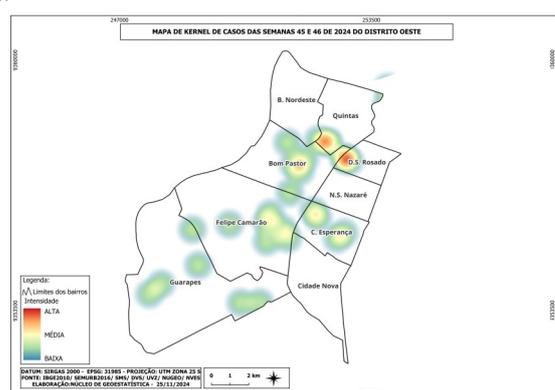 247000 253500
MAPA DE KERNEL DE CASOS DAS SEMANAS 45 E 46 DE 2024 DO DISTRITO OESTE
B. Nordeste
Quintas
Bom Pastor
D.S. Rosado
N.S. Nazaré
Felipe Camarão
C. Esperança
Guarapes
Cidade Nova
Legenda:
Limites dos bairros
Intensidade
ALTA
MÉDIA
BAIXA
DATUM: SIRGAS 2000 - EPSG: 31985 - PROJEÇÃO: UTM ZONA 25 S
FONTE: IBGE2010/ SEMURB2016/ SMS/ DVS/ UVZ/ NUGEO/ NVES
ELABORAÇÃO:NÚCLEO DE GEOESTATÍSTICA - 25/11/2024
0 1 2 km